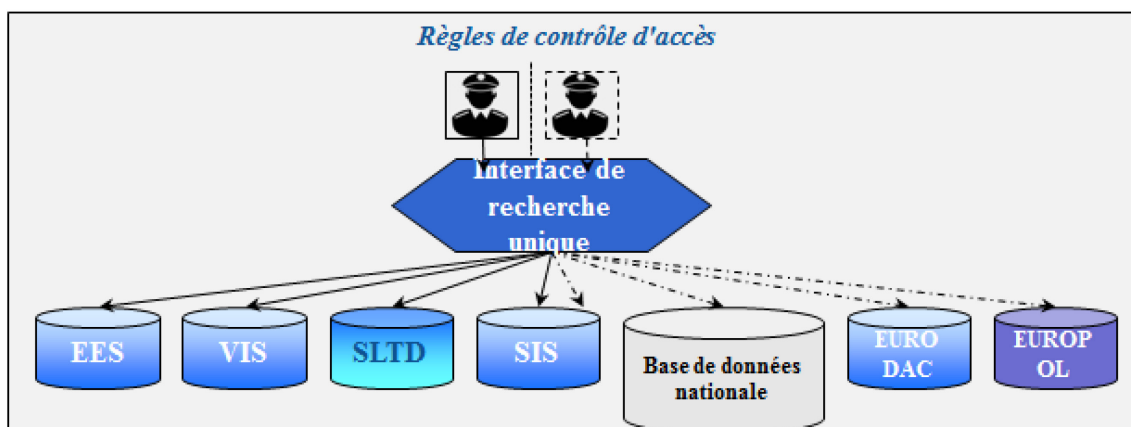 Règles de contrôle d'accès
Interface de
recherche
unique
EES
VIS
SLTD
SIS
Base de données
nationale
EURO
DAC
EUROP
OL